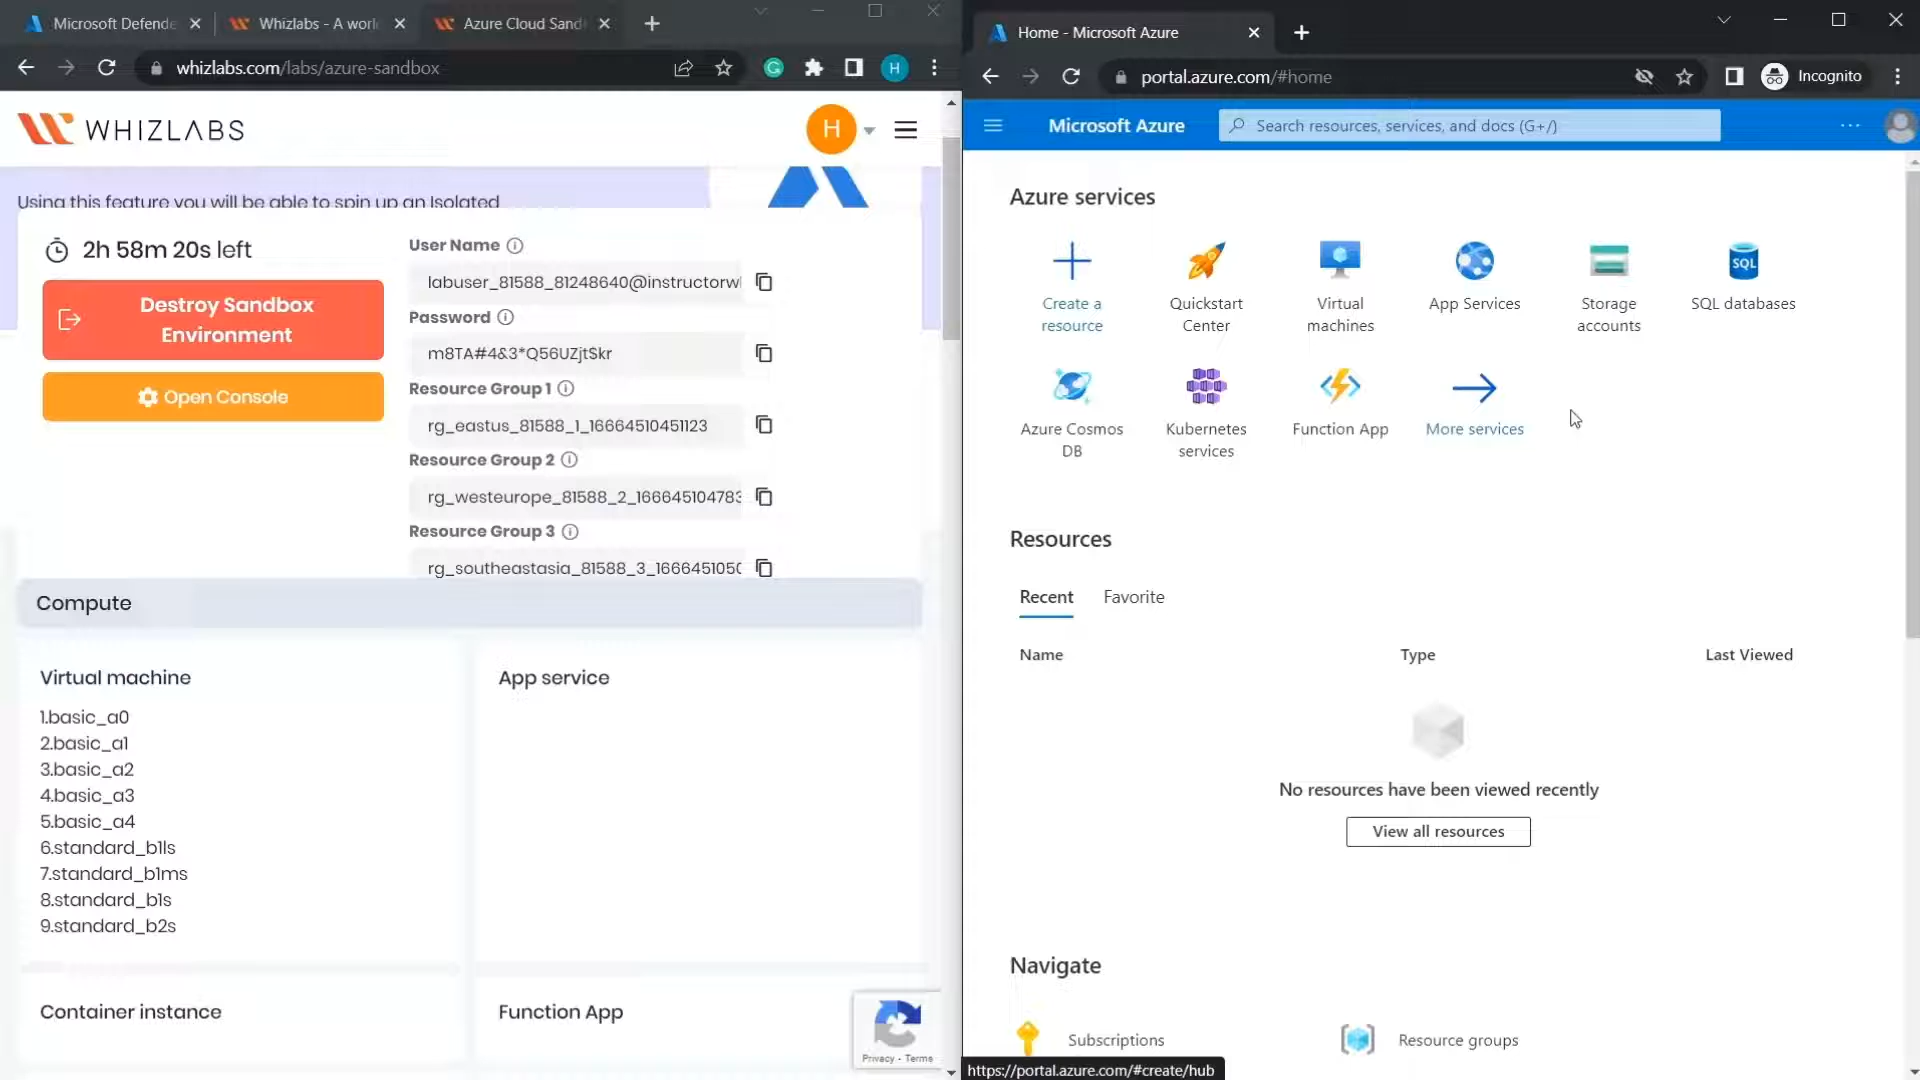 Microsoft Defende
Whizlabs - A worl
Azure Cloud Sand
whizlabs.com/labs/azure-sandbox
H
WHIZLABS
H
Using this feature you will be able to spin up an Isolated
2h 58m 20s left
Destroy Sandbox
Environment
Open Console
User Name
labuser_81588_81248640@instructorwl
Password
m8TA#4&3*Q56UZjt$kr
Resource Group 1
rg_eastus_81588_1_16664510451123
Resource Group 2
rg_westeurope_81588_2_166645104783
Resource Group 3
rg_southeastasia_81588_3_1666451050
Compute
Virtual machine
1.basic_a0
2.basic_a1
3.basic_a2
4.basic_a3
5.basic_a4
6.standard_b1ls
7.standard_b1ms
8.standard_b1s
9.standard_b2s
App service
Container instance
Function App
Privacy - Terms
Home - Microsoft Azure
portal.azure.com/#home
Incognito
Microsoft Azure
Search resources, services, and docs (G+/)
Azure services
Create a
resource
Quickstart
Center
Virtual
machines
App Services
Storage
accounts
SQL
SQL databases
Azure Cosmos
DB
Kubernetes
services
Function App
More services
Resources
Recent
Favorite
Name
Type
Last Viewed
No resources have been viewed recently
View all resources
Navigate
Subscriptions
Resource groups
https://portal.azure.com/#create/hub